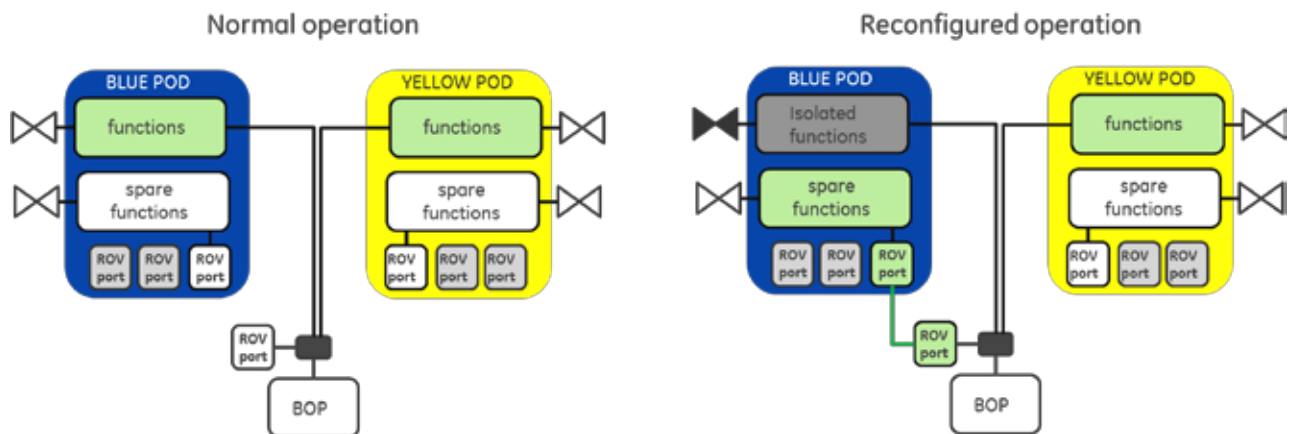 Normal operation
BLUE POD
functions
spare
functions
ROV
port
ROV
port
ROV
port
YELLOW POD
functions
spare
functions
ROV
port
ROV
port
ROV
port
ROV
port
BOP
Reconfigured operation
BLUE POD
Isolated
functions
spare
functions
ROV
port
ROV
port
ROV
port
YELLOW POD
functions
spare
functions
ROV
port
ROV
port
ROV
port
ROV
port
BOP